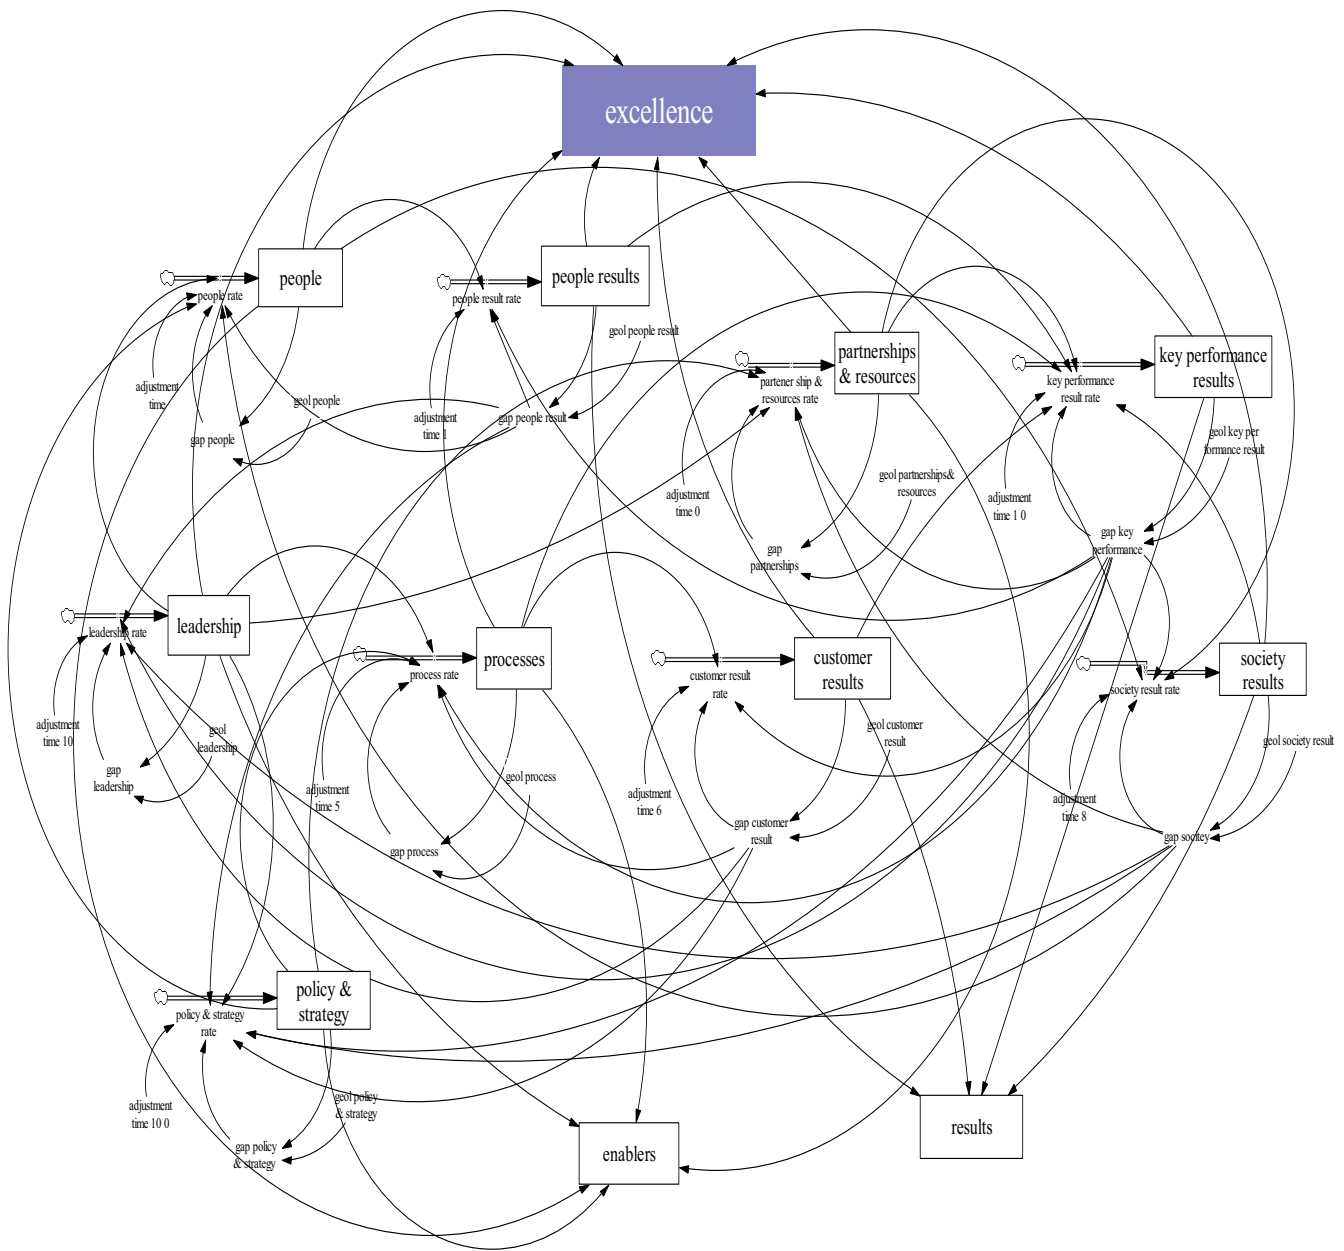 excellence
people
people results
people rate
people result rate
geol people result
partnerships
& resources
key performance
results
partener ship &
resources rate
key performance
result rate
adjustment
time
geol people
gap people
adjustment
time 1
gap people result
geol key per
formance result
geol partnerships&
resources
adjustment
time 0
adjustment
time 1 0
gap
partnerships
gap key
performance
leadership
leadership rate
processes
process rate
customer
results
customer result
rate
society
results
society result rate
adjustment
time 10
geol
leadership
gap
leadership
adjustment
time 5
geol process
adjustment
time 6
geol customer
result
geol society result
adjustment
time 8
gap customer
result
gap process
gap socitey
policy &
strategy
policy & strategy
rate
adjustment
time 10 0
geol policy
& strategy
gap policy
& strategy
enablers
results